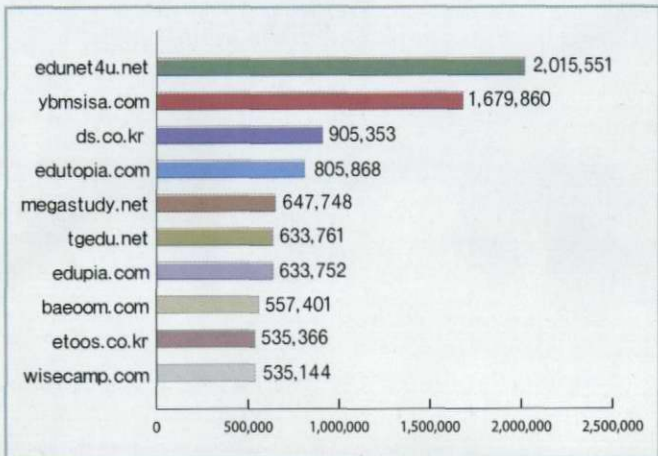 edunet4u.net 2,015,551
ybmsisa.com 1,679,860
ds.co.kr 905,353
edutopia.com 805,868
megastudy.net 647,748
tgedu.net 633,761
edupia.com 633,752
baeoom.com 557,401
etoos.co.kr 535,366
wisecamp.com 535,144
0 500,000 1,000,000 1,500,000 2,000,000 2,500,000